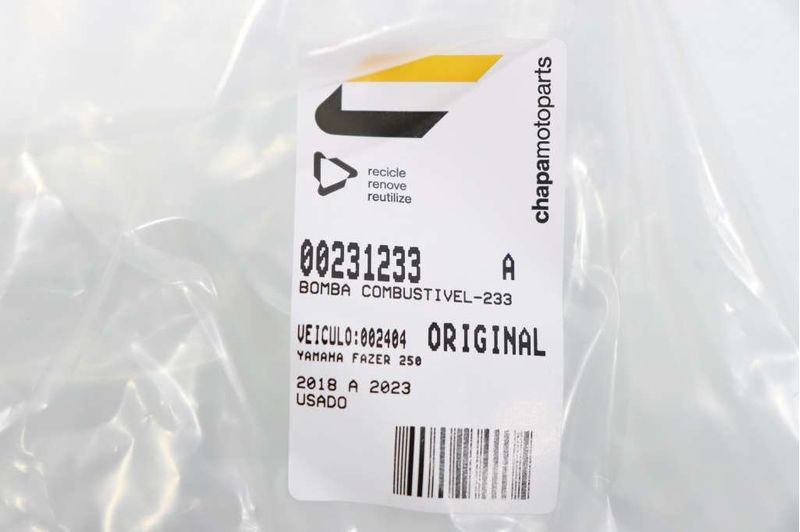 chapamotoparts
recicle
renove
reutilize
00231233 A
BOMBA COMBUSTIVEL-233
VEICULO:002404 ORIGINAL
YAMAHA FAZER 250
2018 A 2023
USADO